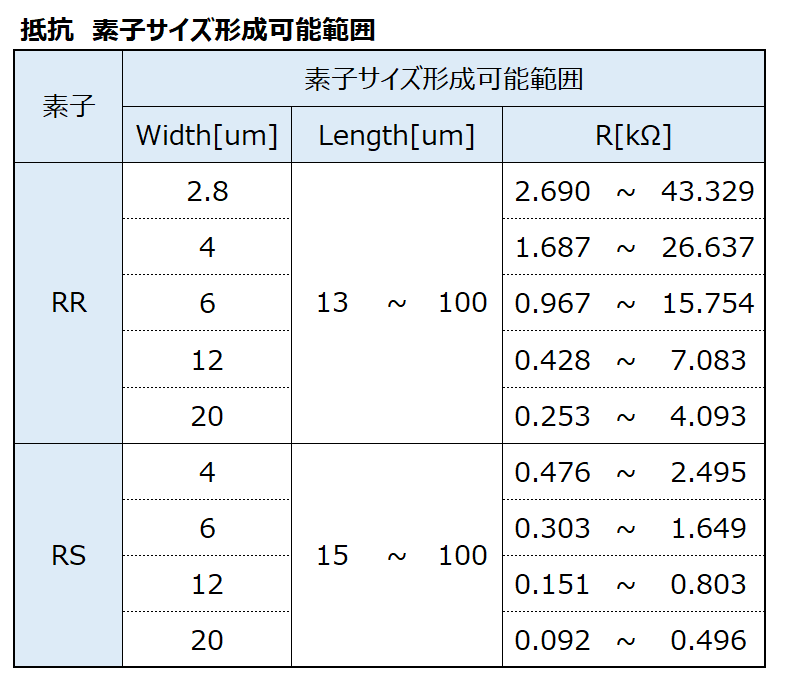 抵抗 素子サイズ形成可能範囲
素子 素子サイズ形成可能範囲
Width[um] Length[um] R[kΩ]
RR 2.8 13 ~ 100 2.690 ~ 43.329
4 1.687 ~ 26.637
6 0.967 ~ 15.754
12 0.428 ~ 7.083
20 0.253 ~ 4.093
RS 4 15 ~ 100 0.476 ~ 2.495
6 0.303 ~ 1.649
12 0.151 ~ 0.803
20 0.092 ~ 0.496